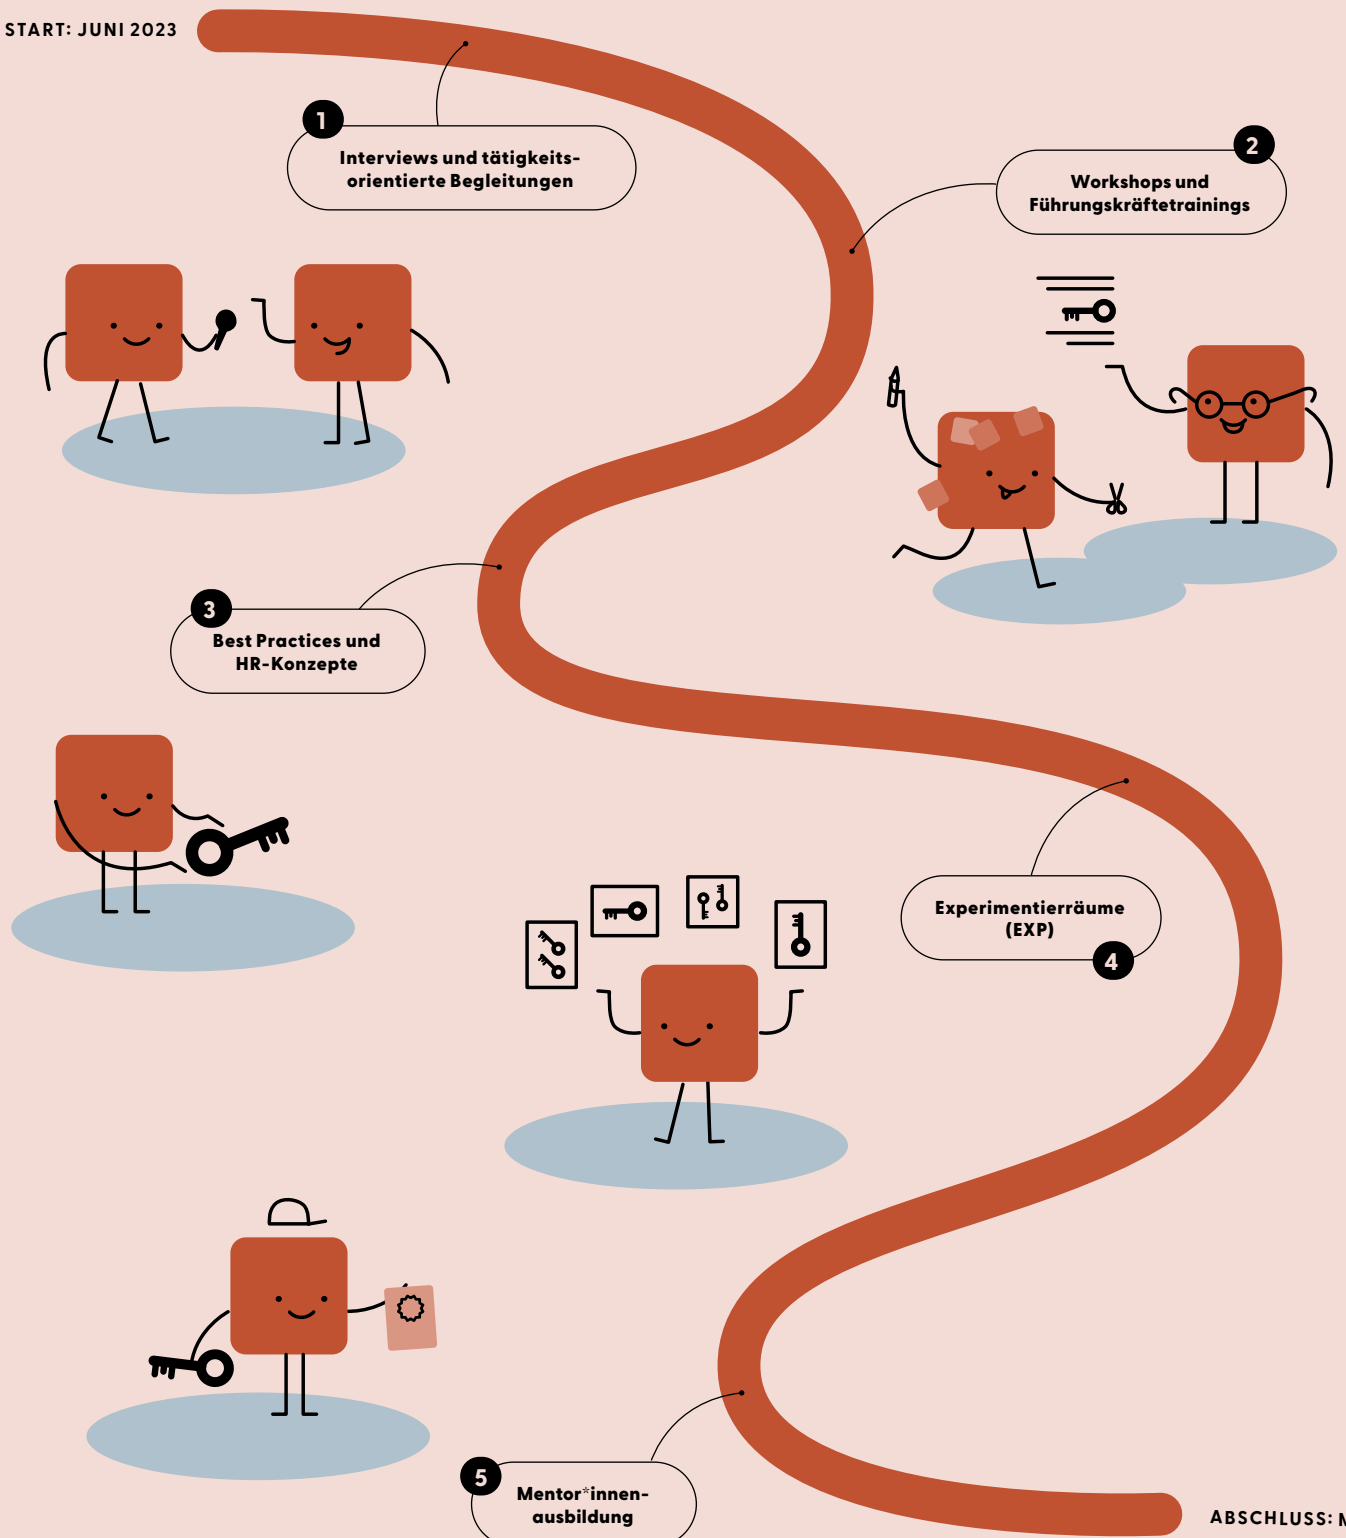 START: JUNI 2023
1
Interviews und tätigkeits-
orientierte Begleitungen
2
Workshops und
Führungskräftetrainings
3
Best Practices und
HR-Konzepte
Experimentierräume
(EXP)
4
5
Mentor*innen-
ausbildung
ABSCHLUSS: